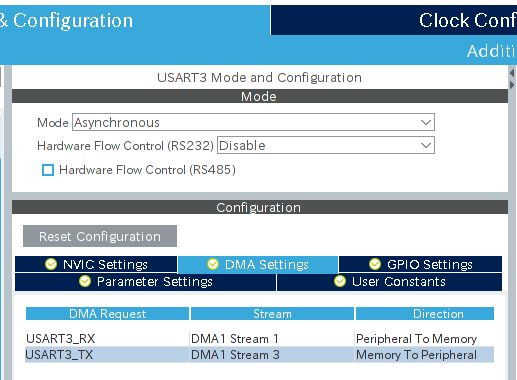 & Configuration
Clock Conf
Additi
USART3 Mode and Configuration
Mode
Mode Asynchronous
Hardware Flow Control (RS232) Disable
Hardware Flow Control (RS485)
Configuration
Reset Configuration
NVIC Settings DMA Settings GPIO Settings
Parameter Settings User Constants
DMA Request Stream Direction
USART3_RX DMA1 Stream 1 Peripheral To Memory
USART3_TX DMA1 Stream 3 Memory To Peripheral